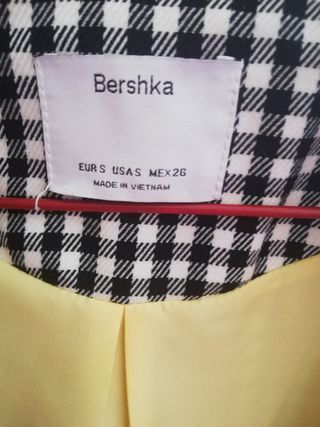 Bershka
EUR S USA S MEX 26
MADE IN VIETNAM